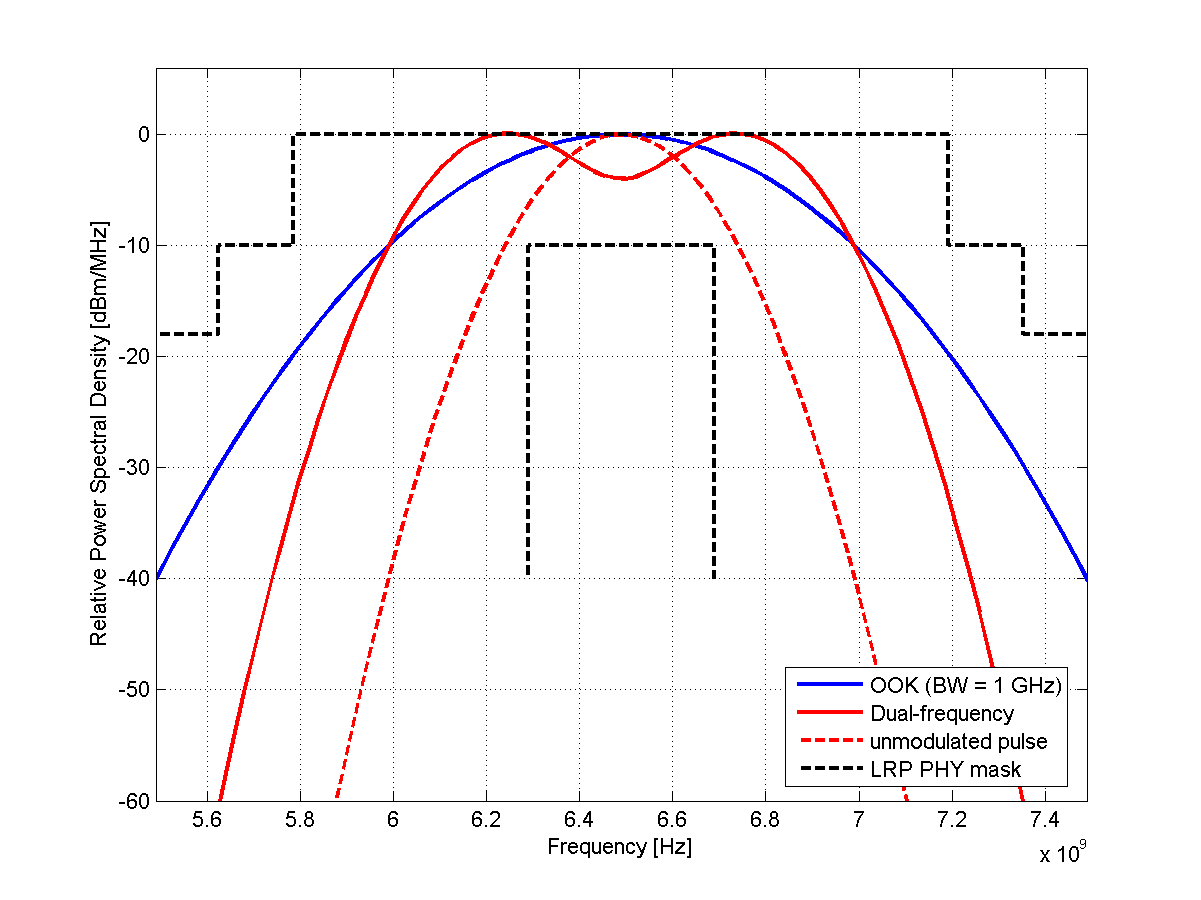 Relative Power Spectral Density [dBm/MHz]
0
-10
-20
-30
-40
-50
-60
5.6 5.8 6 6.2 6.4 6.6 6.8 7 7.2 7.4
x 10^9
Frequency [Hz]
OOK (BW = 1 GHz)
Dual-frequency
unmodulated pulse
LRP PHY mask